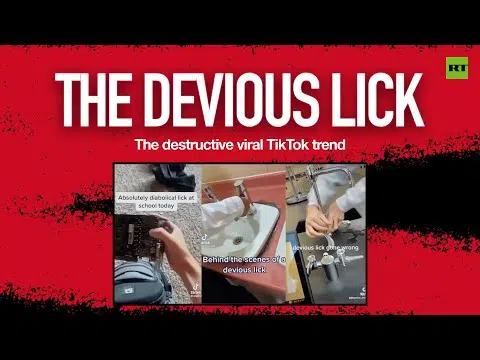 RT
THE DEVIOUS LICK
The destructive viral TikTok trend
Absolutely diabolical lick at
school today
Behind the scenes of a
devious lick
devious lick gone wrong